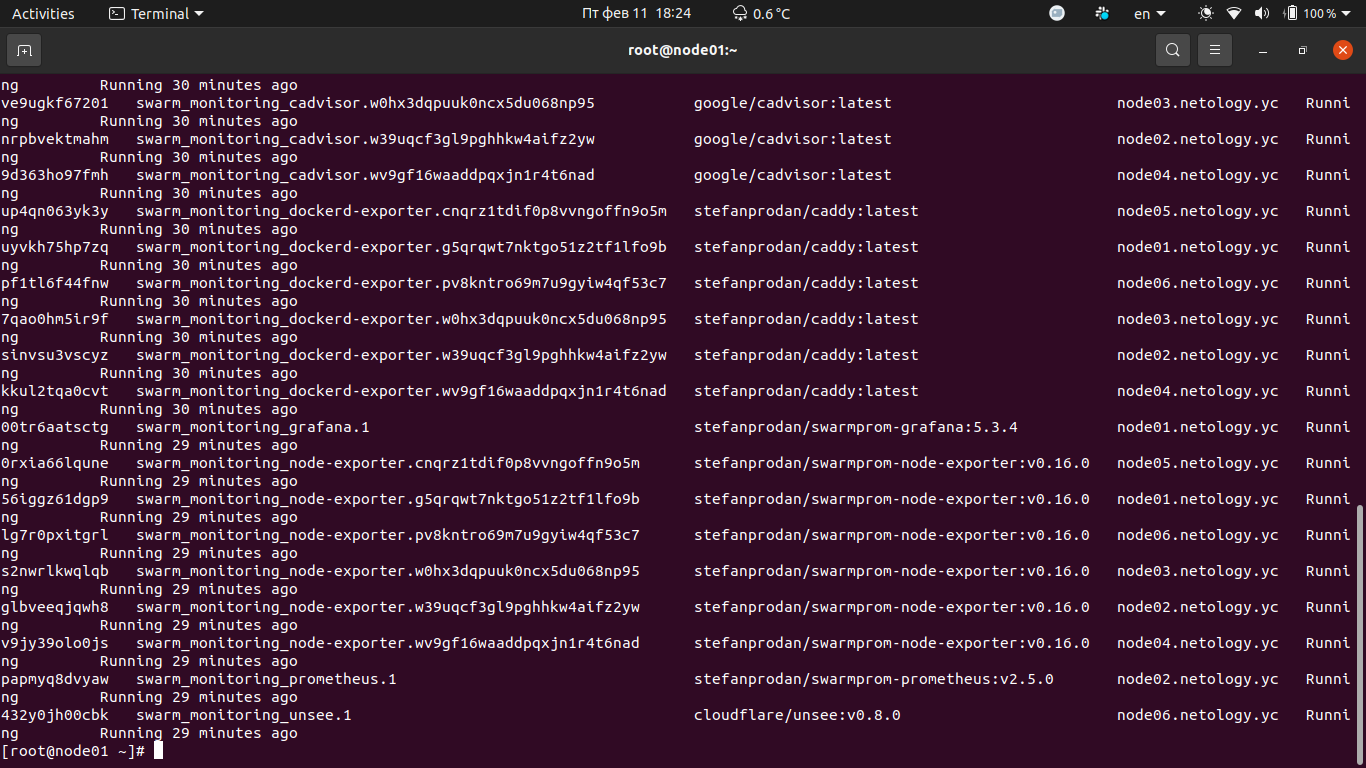 Activities Terminal Пт фев 11 18:24 0.6 °C en 100 %
root@node01:~
ng Running 30 minutes ago
ve9ugkf67201 swarm_monitoring_cadvisor.w0hx3dqpuuk0ncx5du068np95 google/cadvisor:latest node03.netology.yc Runni
ng Running 30 minutes ago
nrpbvektmahm swarm_monitoring_cadvisor.w39uqcf3gl9pghhkw4aifz2yw google/cadvisor:latest node02.netology.yc Runni
ng Running 30 minutes ago
9d363ho97fmh swarm_monitoring_cadvisor.wv9gf16waaddpqxjn1r4t6nad google/cadvisor:latest node04.netology.yc Runni
ng Running 30 minutes ago
up4qn063yk3y swarm_monitoring_dockerd-exporter.cnqrz1tdif0p8vvngoffn9o5m stefanprodan/caddy:latest node05.netology.yc Runni
ng Running 30 minutes ago
uyvkh75hp7zq swarm_monitoring_dockerd-exporter.g5qrqwt7nktgo51z2tf1lfo9b stefanprodan/caddy:latest node01.netology.yc Runni
ng Running 30 minutes ago
pf1tl6f44fnw swarm_monitoring_dockerd-exporter.pv8kntro69m7u9gyiw4qf53c7 stefanprodan/caddy:latest node06.netology.yc Runni
ng Running 30 minutes ago
7qao0hm5ir9f swarm_monitoring_dockerd-exporter.w0hx3dqpuuk0ncx5du068np95 stefanprodan/caddy:latest node03.netology.yc Runni
ng Running 30 minutes ago
sinvsu3vscyz swarm_monitoring_dockerd-exporter.w39uqcf3gl9pghhkw4aifz2yw stefanprodan/caddy:latest node02.netology.yc Runni
ng Running 30 minutes ago
kkul2tqa0cvt swarm_monitoring_dockerd-exporter.wv9gf16waaddpqxjn1r4t6nad stefanprodan/caddy:latest node04.netology.yc Runni
ng Running 30 minutes ago
00tr6aatsctg swarm_monitoring_grafana.1 stefanprodan/swarmprom-grafana:5.3.4 node01.netology.yc Runni
ng Running 29 minutes ago
0rxia66lqune swarm_monitoring_node-exporter.cnqrz1tdif0p8vvngoffn9o5m stefanprodan/swarmprom-node-exporter:v0.16.0 node05.netology.yc Runni
ng Running 29 minutes ago
56iggz61dgp9 swarm_monitoring_node-exporter.g5qrqwt7nktgo51z2tf1lfo9b stefanprodan/swarmprom-node-exporter:v0.16.0 node01.netology.yc Runni
ng Running 29 minutes ago
lg7r0pxitgrl swarm_monitoring_node-exporter.pv8kntro69m7u9gyiw4qf53c7 stefanprodan/swarmprom-node-exporter:v0.16.0 node06.netology.yc Runni
ng Running 29 minutes ago
s2nwrlkwqlqb swarm_monitoring_node-exporter.w0hx3dqpuuk0ncx5du068np95 stefanprodan/swarmprom-node-exporter:v0.16.0 node03.netology.yc Runni
ng Running 29 minutes ago
glbveeqjqwh8 swarm_monitoring_node-exporter.w39uqcf3gl9pghhkw4aifz2yw stefanprodan/swarmprom-node-exporter:v0.16.0 node02.netology.yc Runni
ng Running 29 minutes ago
v9jy39olo0js swarm_monitoring_node-exporter.wv9gf16waaddpqxjn1r4t6nad stefanprodan/swarmprom-node-exporter:v0.16.0 node04.netology.yc Runni
ng Running 29 minutes ago
papmyq8dvyaw swarm_monitoring_prometheus.1 stefanprodan/swarmprom-prometheus:v2.5.0 node02.netology.yc Runni
ng Running 29 minutes ago
432y0jh00cbk swarm_monitoring_unsee.1 cloudflare/unsee:v0.8.0 node06.netology.yc Runni
ng Running 29 minutes ago
[root@node01 ~]#